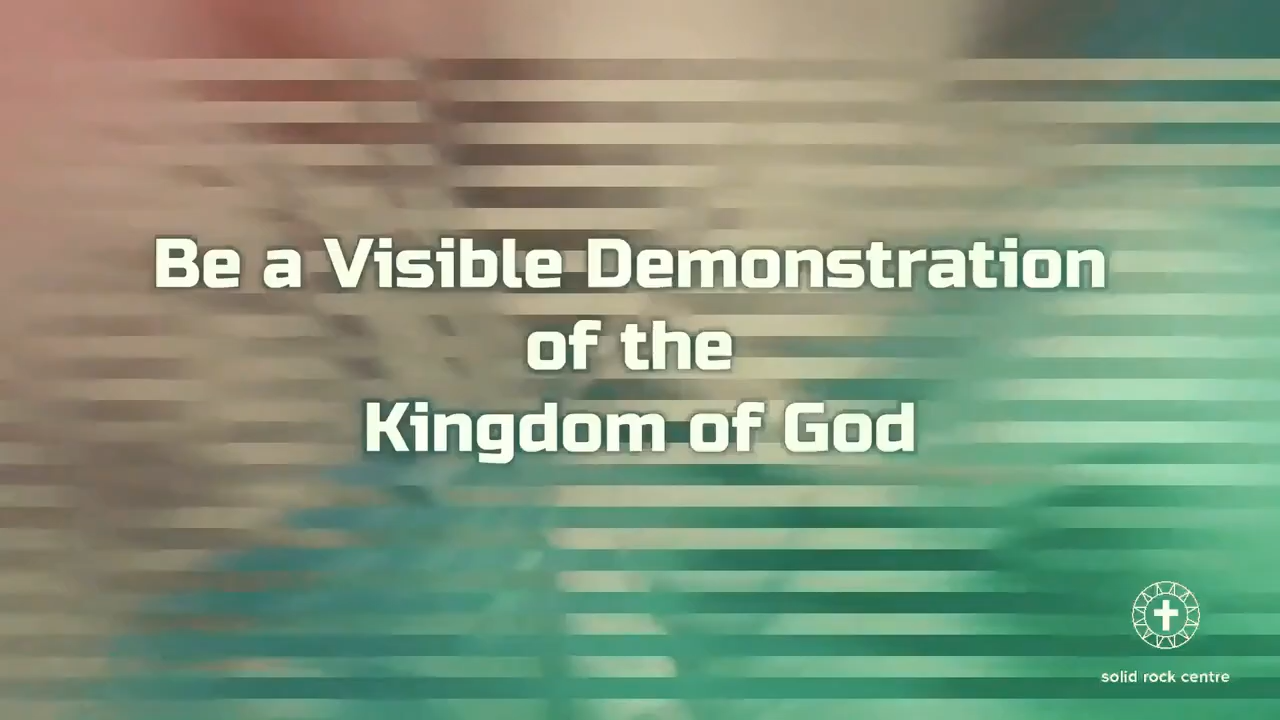 Be a Visible Demonstration
of the
Kingdom of God
solid rock centre